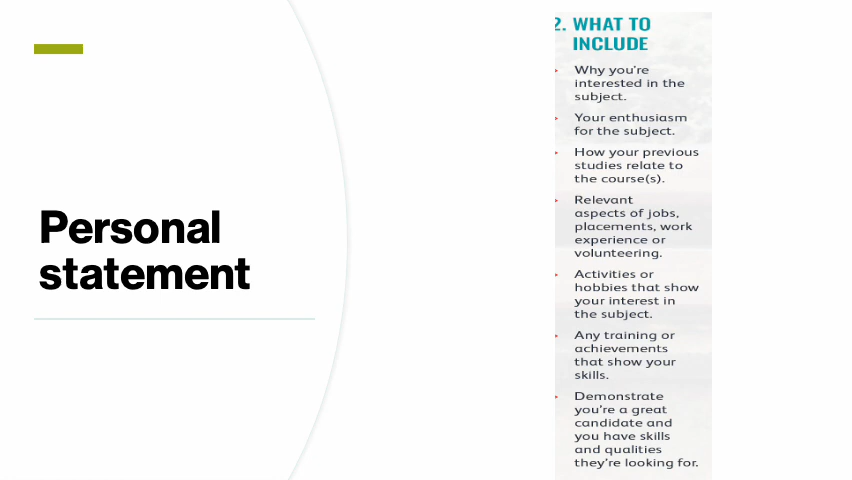 Personal
statement
2. WHAT TO
INCLUDE
Why you're
interested in the
subject.
Your enthusiasm
for the subject.
How your previous
studies relate to
the course(s).
Relevant
aspects of jobs,
placements, work
experience or
volunteering.
Activities or
hobbies that show
your interest in
the subject.
Any training or
achievements
that show your
skills.
Demonstrate
you're a great
candidate and
you have skills
and qualities
they're looking for.